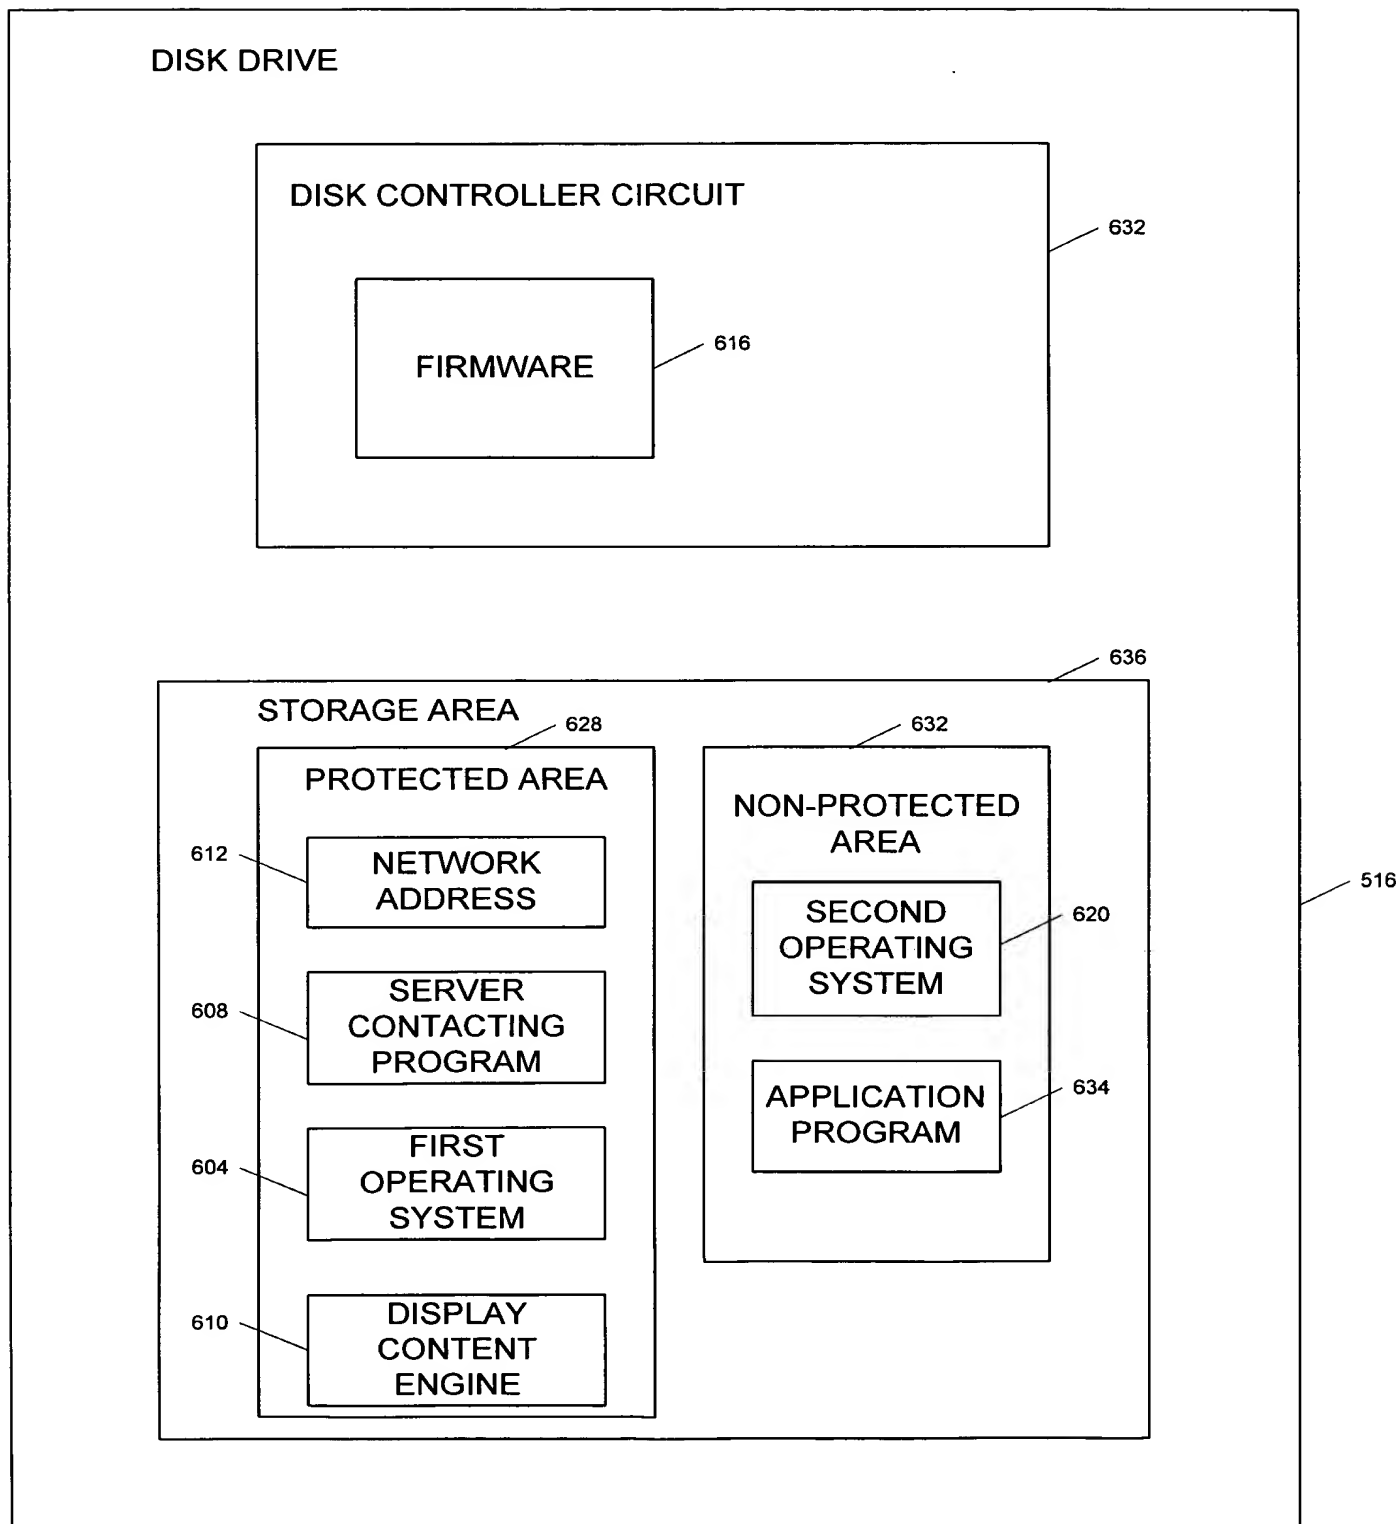 DISK DRIVE
DISK CONTROLLER CIRCUIT
632
FIRMWARE
616
636
STORAGE AREA
628
632
PROTECTED AREA
NON-PROTECTED
AREA
612
NETWORK
ADDRESS
516
SECOND
OPERATING
SYSTEM
620
608
SERVER
CONTACTING
PROGRAM
APPLICATION
PROGRAM
634
604
FIRST
OPERATING
SYSTEM
610
DISPLAY
CONTENT
ENGINE